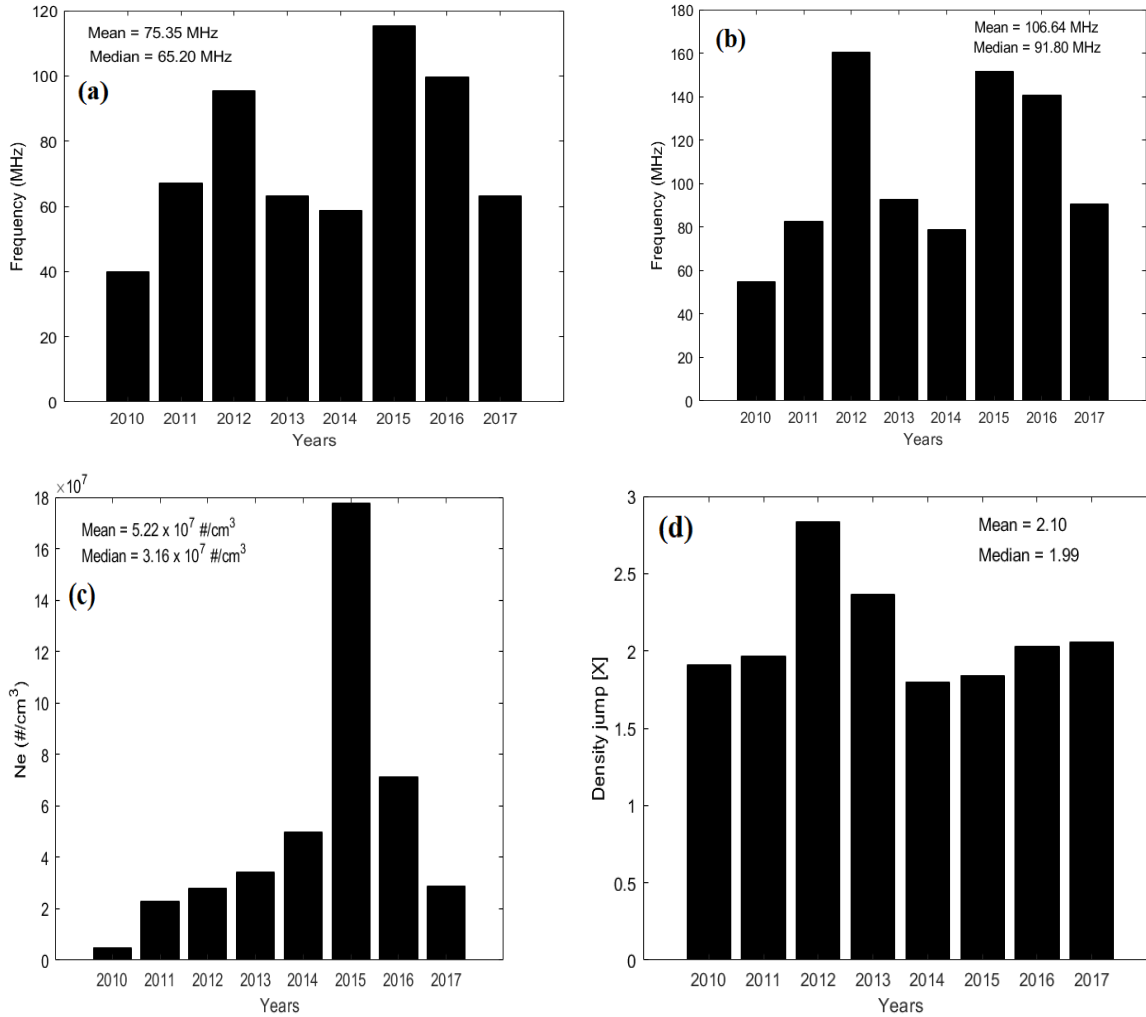 Mean = 75.35 MHz
Median = 65.20 MHz
(a)
Frequency (MHz)
120
100
80
60
40
20
0
2010 2011 2012 2013 2014 2015 2016 2017
Years
(b)
Mean = 106.64 MHz
Median = 91.80 MHz
Frequency (MHz)
180
160
140
120
100
80
60
40
20
0
2010 2011 2012 2013 2014 2015 2016 2017
Years
×10⁷
Mean = 5.22 x 10⁷ #/cm³
Median = 3.16 x 10⁷ #/cm³
(c)
Ne (#/cm³)
18
16
14
12
10
8
6
4
2
0
2010 2011 2012 2013 2014 2015 2016 2017
Years
(d)
Mean = 2.10
Median = 1.99
Density jump [X]
3
2.5
2
1.5
1
0.5
0
2010 2011 2012 2013 2014 2015 2016 2017
Years